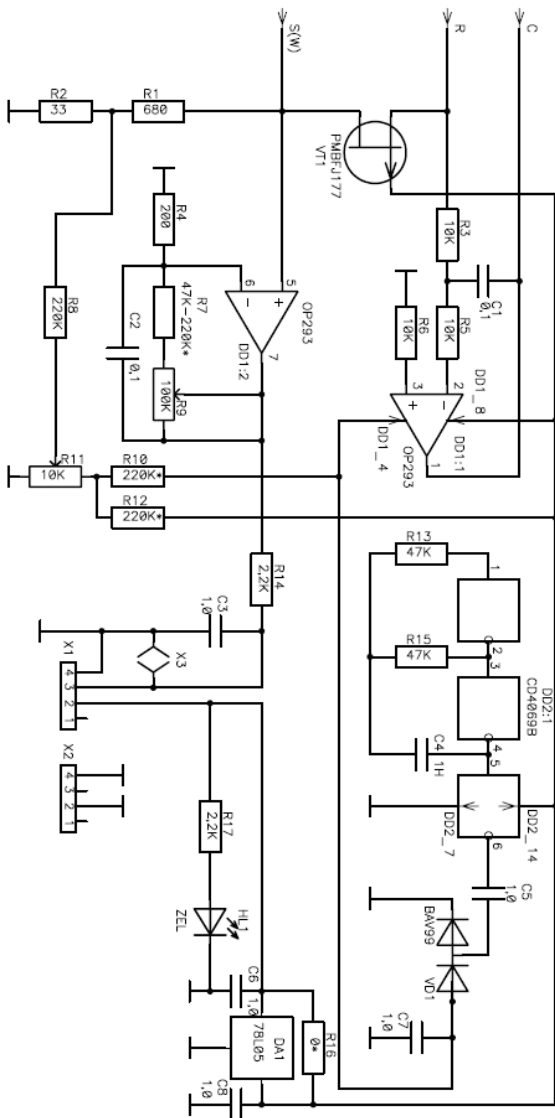 S(W)
R
C
R2
33
R1
680
PMBFJ177
VT1
R4
200
R3
10K
C1
0,1
R8
220K
R7
47K-220K*
C2
0,1
R9
100K
6
5
-
+
7
OP293
DD1:2
R6
10K
R5
10K
3
2
+
-
1
DD1_8
DD1:1
OP293
DD1_4
R11
10K
R10
220K*
R12
220K*
R13
47K
1
2
R14
2,2K
C3
1,0
R15
47K
3
DD2:1
CD4069B
X1
4
3
2
1
X3
C4
1H
4
5
X2
4
3
2
1
R17
2,2K
DD2_7
DD2_14
6
C5
1,0
HL1
ZEL
BAV99
VD1
C6
1,0
DA1
78L05
R16
0*
C7
1,0
C8
1,0